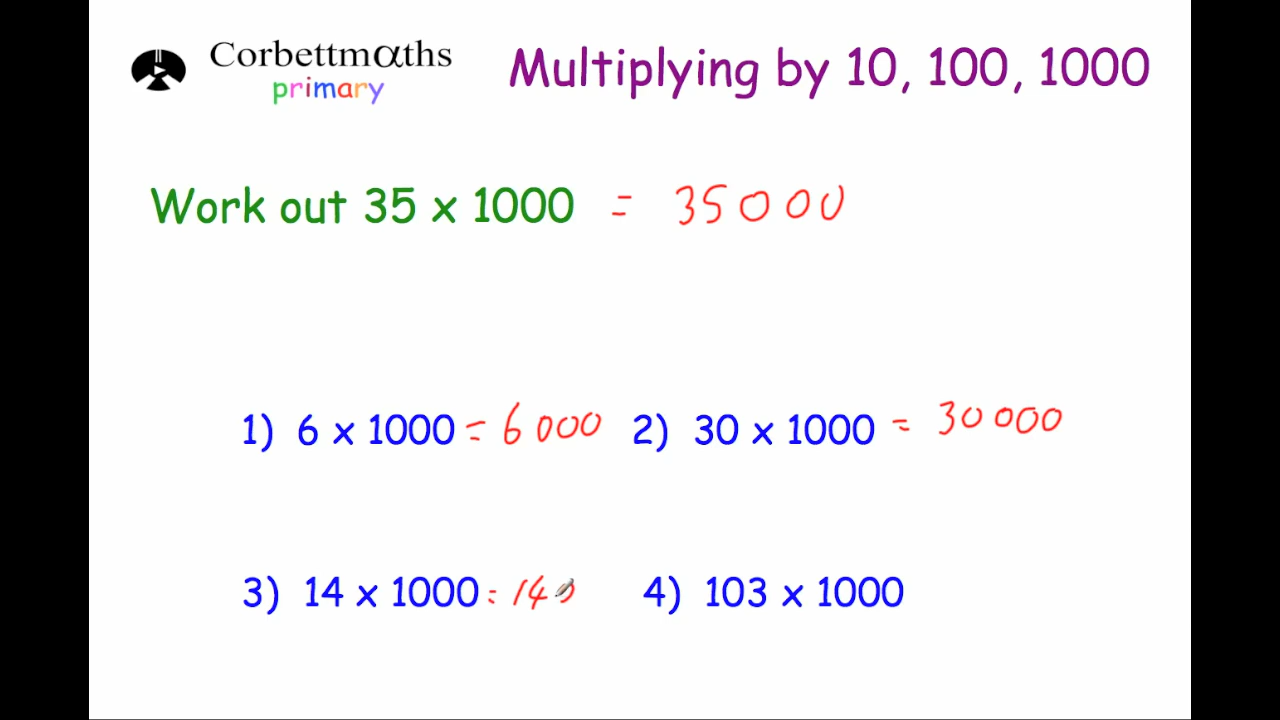 Corbettmαths
primary
Multiplying by 10, 100, 1000
Work out 35 x 1000 = 35000
1) 6 x 1000 = 6000
2) 30 x 1000 = 30000
3) 14 x 1000 = 140
4) 103 x 1000